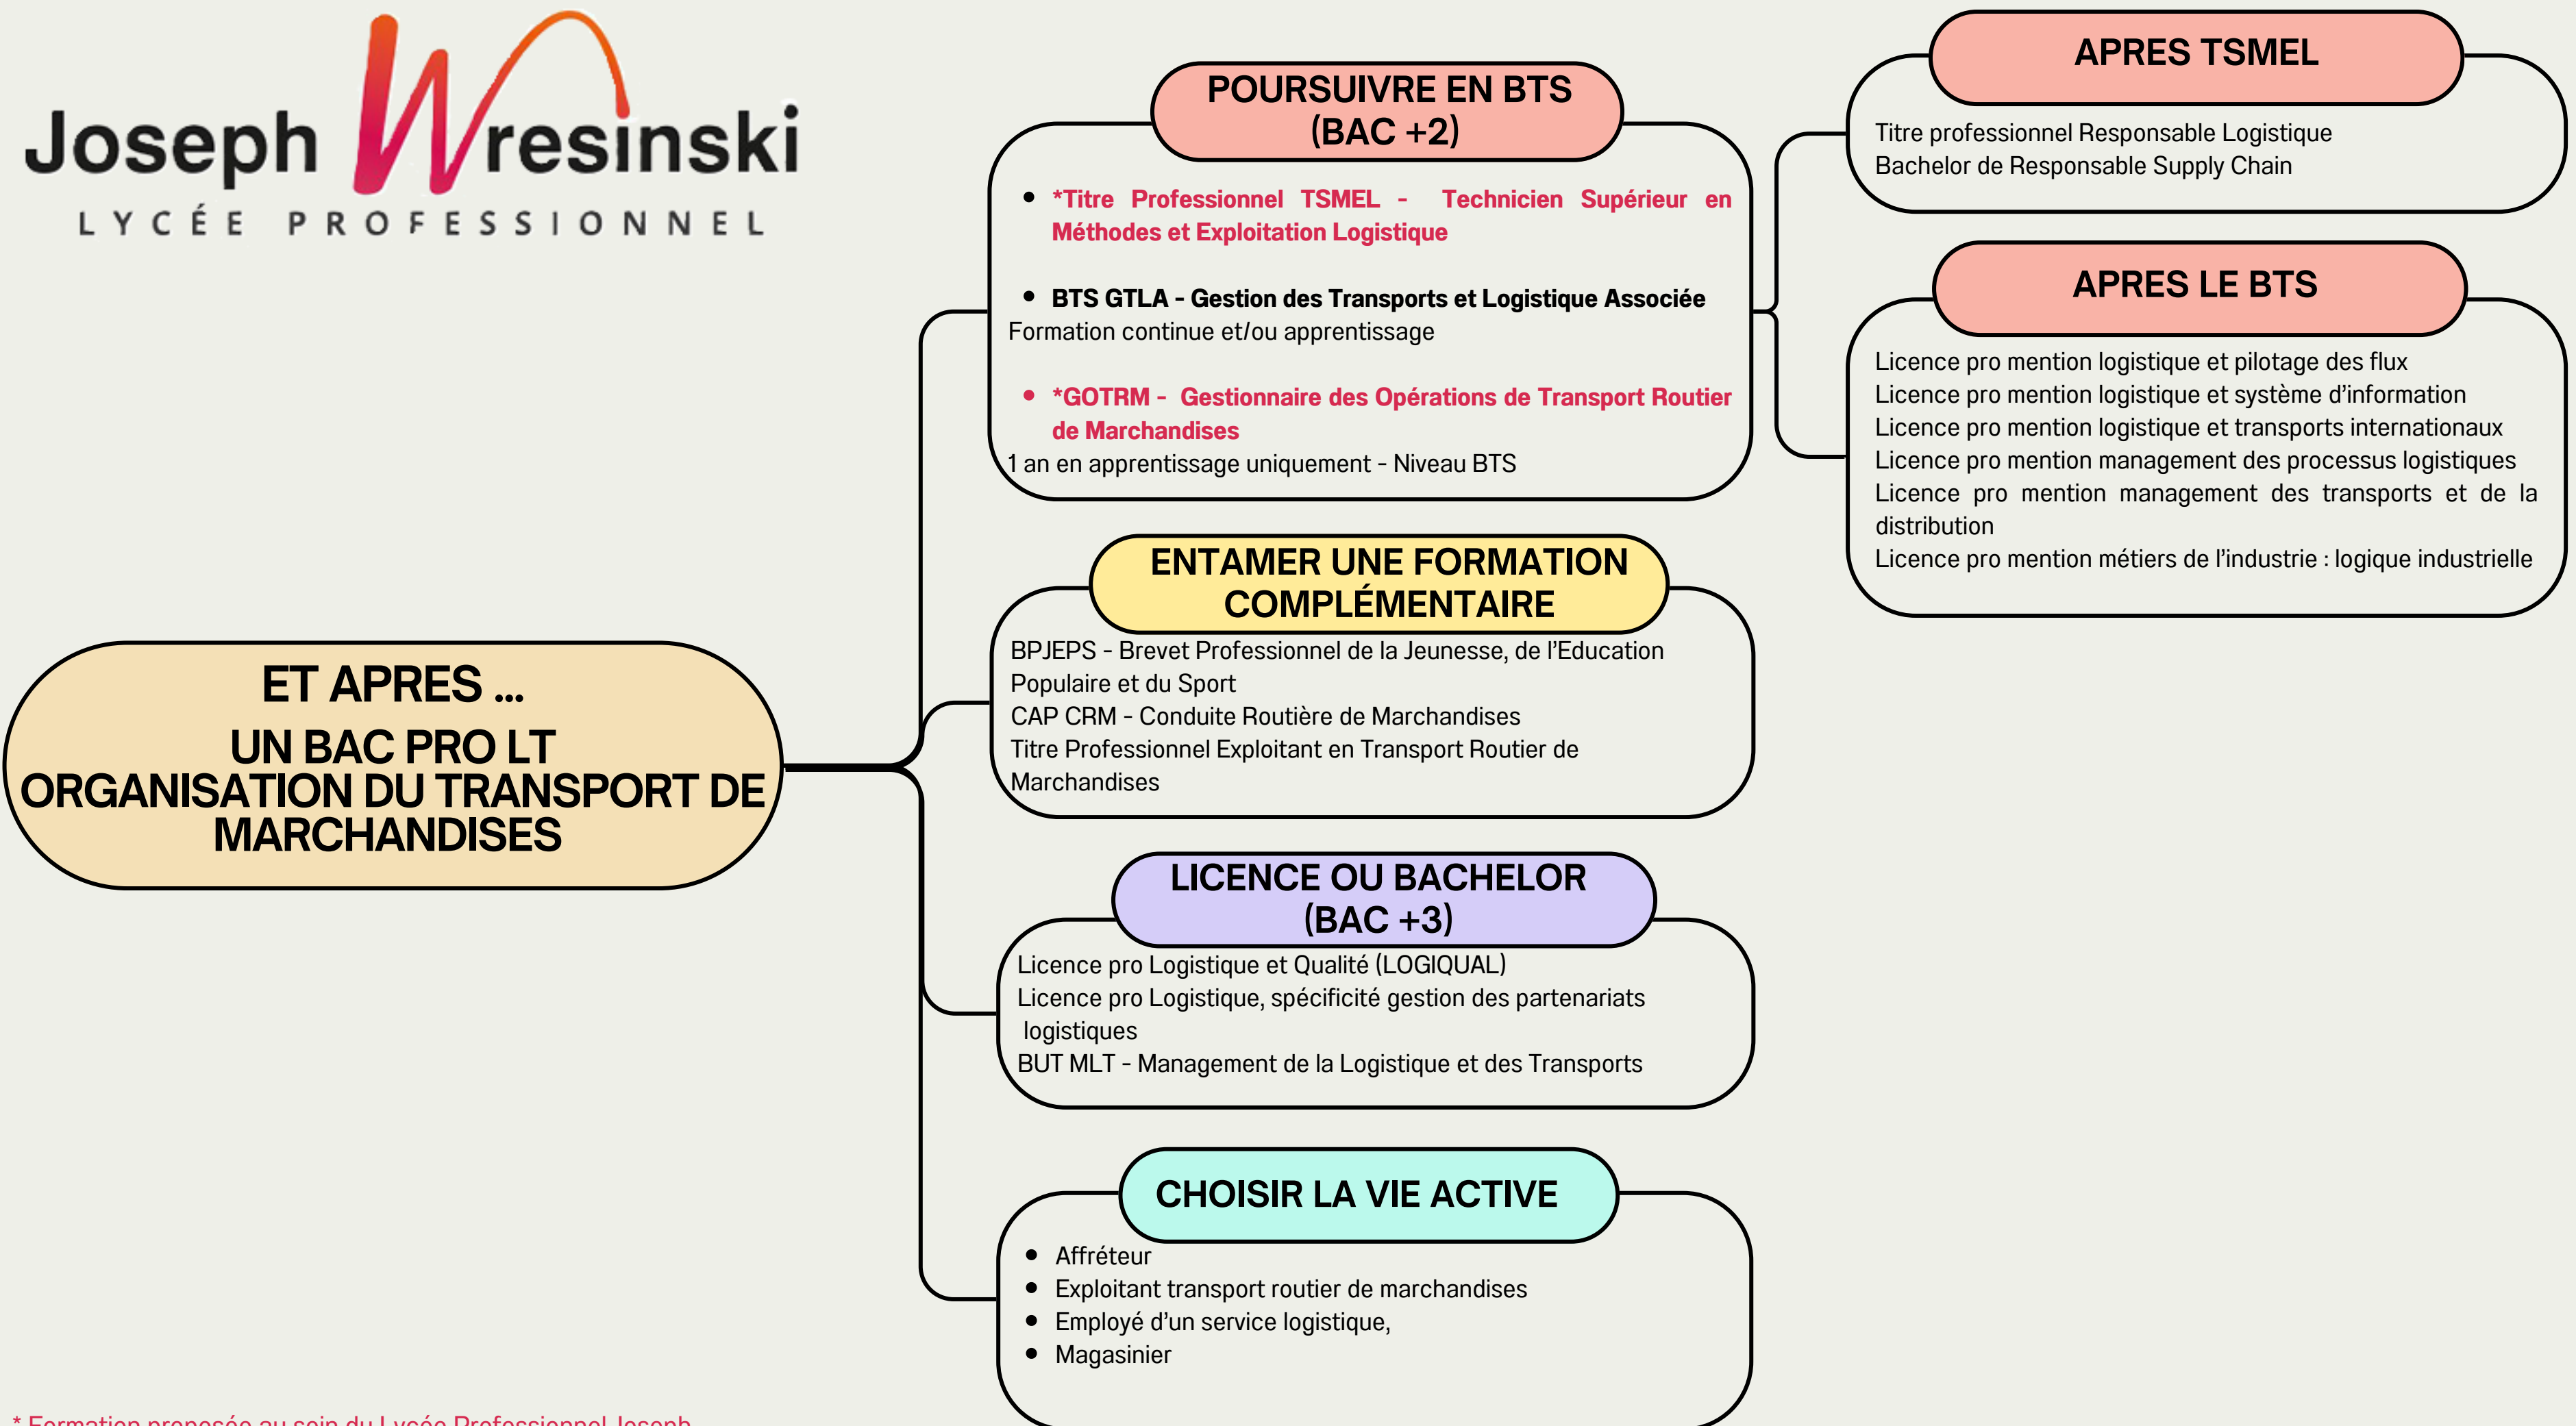 Joseph Wresinski
LYCÉE PROFESSIONNEL
ET APRES ...
UN BAC PRO LT
ORGANISATION DU TRANSPORT DE
MARCHANDISES
POURSUIVRE EN BTS
(BAC +2)
• *Titre Professionnel TSMEL - Technicien Supérieur en
Méthodes et Exploitation Logistique
• BTS GTLA - Gestion des Transports et Logistique Associée
Formation continue et/ou apprentissage
• *GOTRM - Gestionnaire des Opérations de Transport Routier
de Marchandises
1 an en apprentissage uniquement - Niveau BTS
APRES TSMEL
Titre professionnel Responsable Logistique
Bachelor de Responsable Supply Chain
APRES LE BTS
Licence pro mention logistique et pilotage des flux
Licence pro mention logistique et système d'information
Licence pro mention logistique et transports internationaux
Licence pro mention management des processus logistiques
Licence pro mention management des transports et de la
distribution
Licence pro mention métiers de l'industrie : logique industrielle
ENTAMER UNE FORMATION
COMPLÉMENTAIRE
BPJEPS - Brevet Professionnel de la Jeunesse, de l'Education
Populaire et du Sport
CAP CRM - Conduite Routière de Marchandises
Titre Professionnel Exploitant en Transport Routier de
Marchandises
LICENCE OU BACHELOR
(BAC +3)
Licence pro Logistique et Qualité (LOGIQUAL)
Licence pro Logistique, spécificité gestion des partenariats
logistiques
BUT MLT - Management de la Logistique et des Transports
CHOISIR LA VIE ACTIVE
• Affréteur
• Exploitant transport routier de marchandises
• Employé d'un service logistique,
• Magasinier
* Formation proposée au sein du Lycée Professionnel Joseph